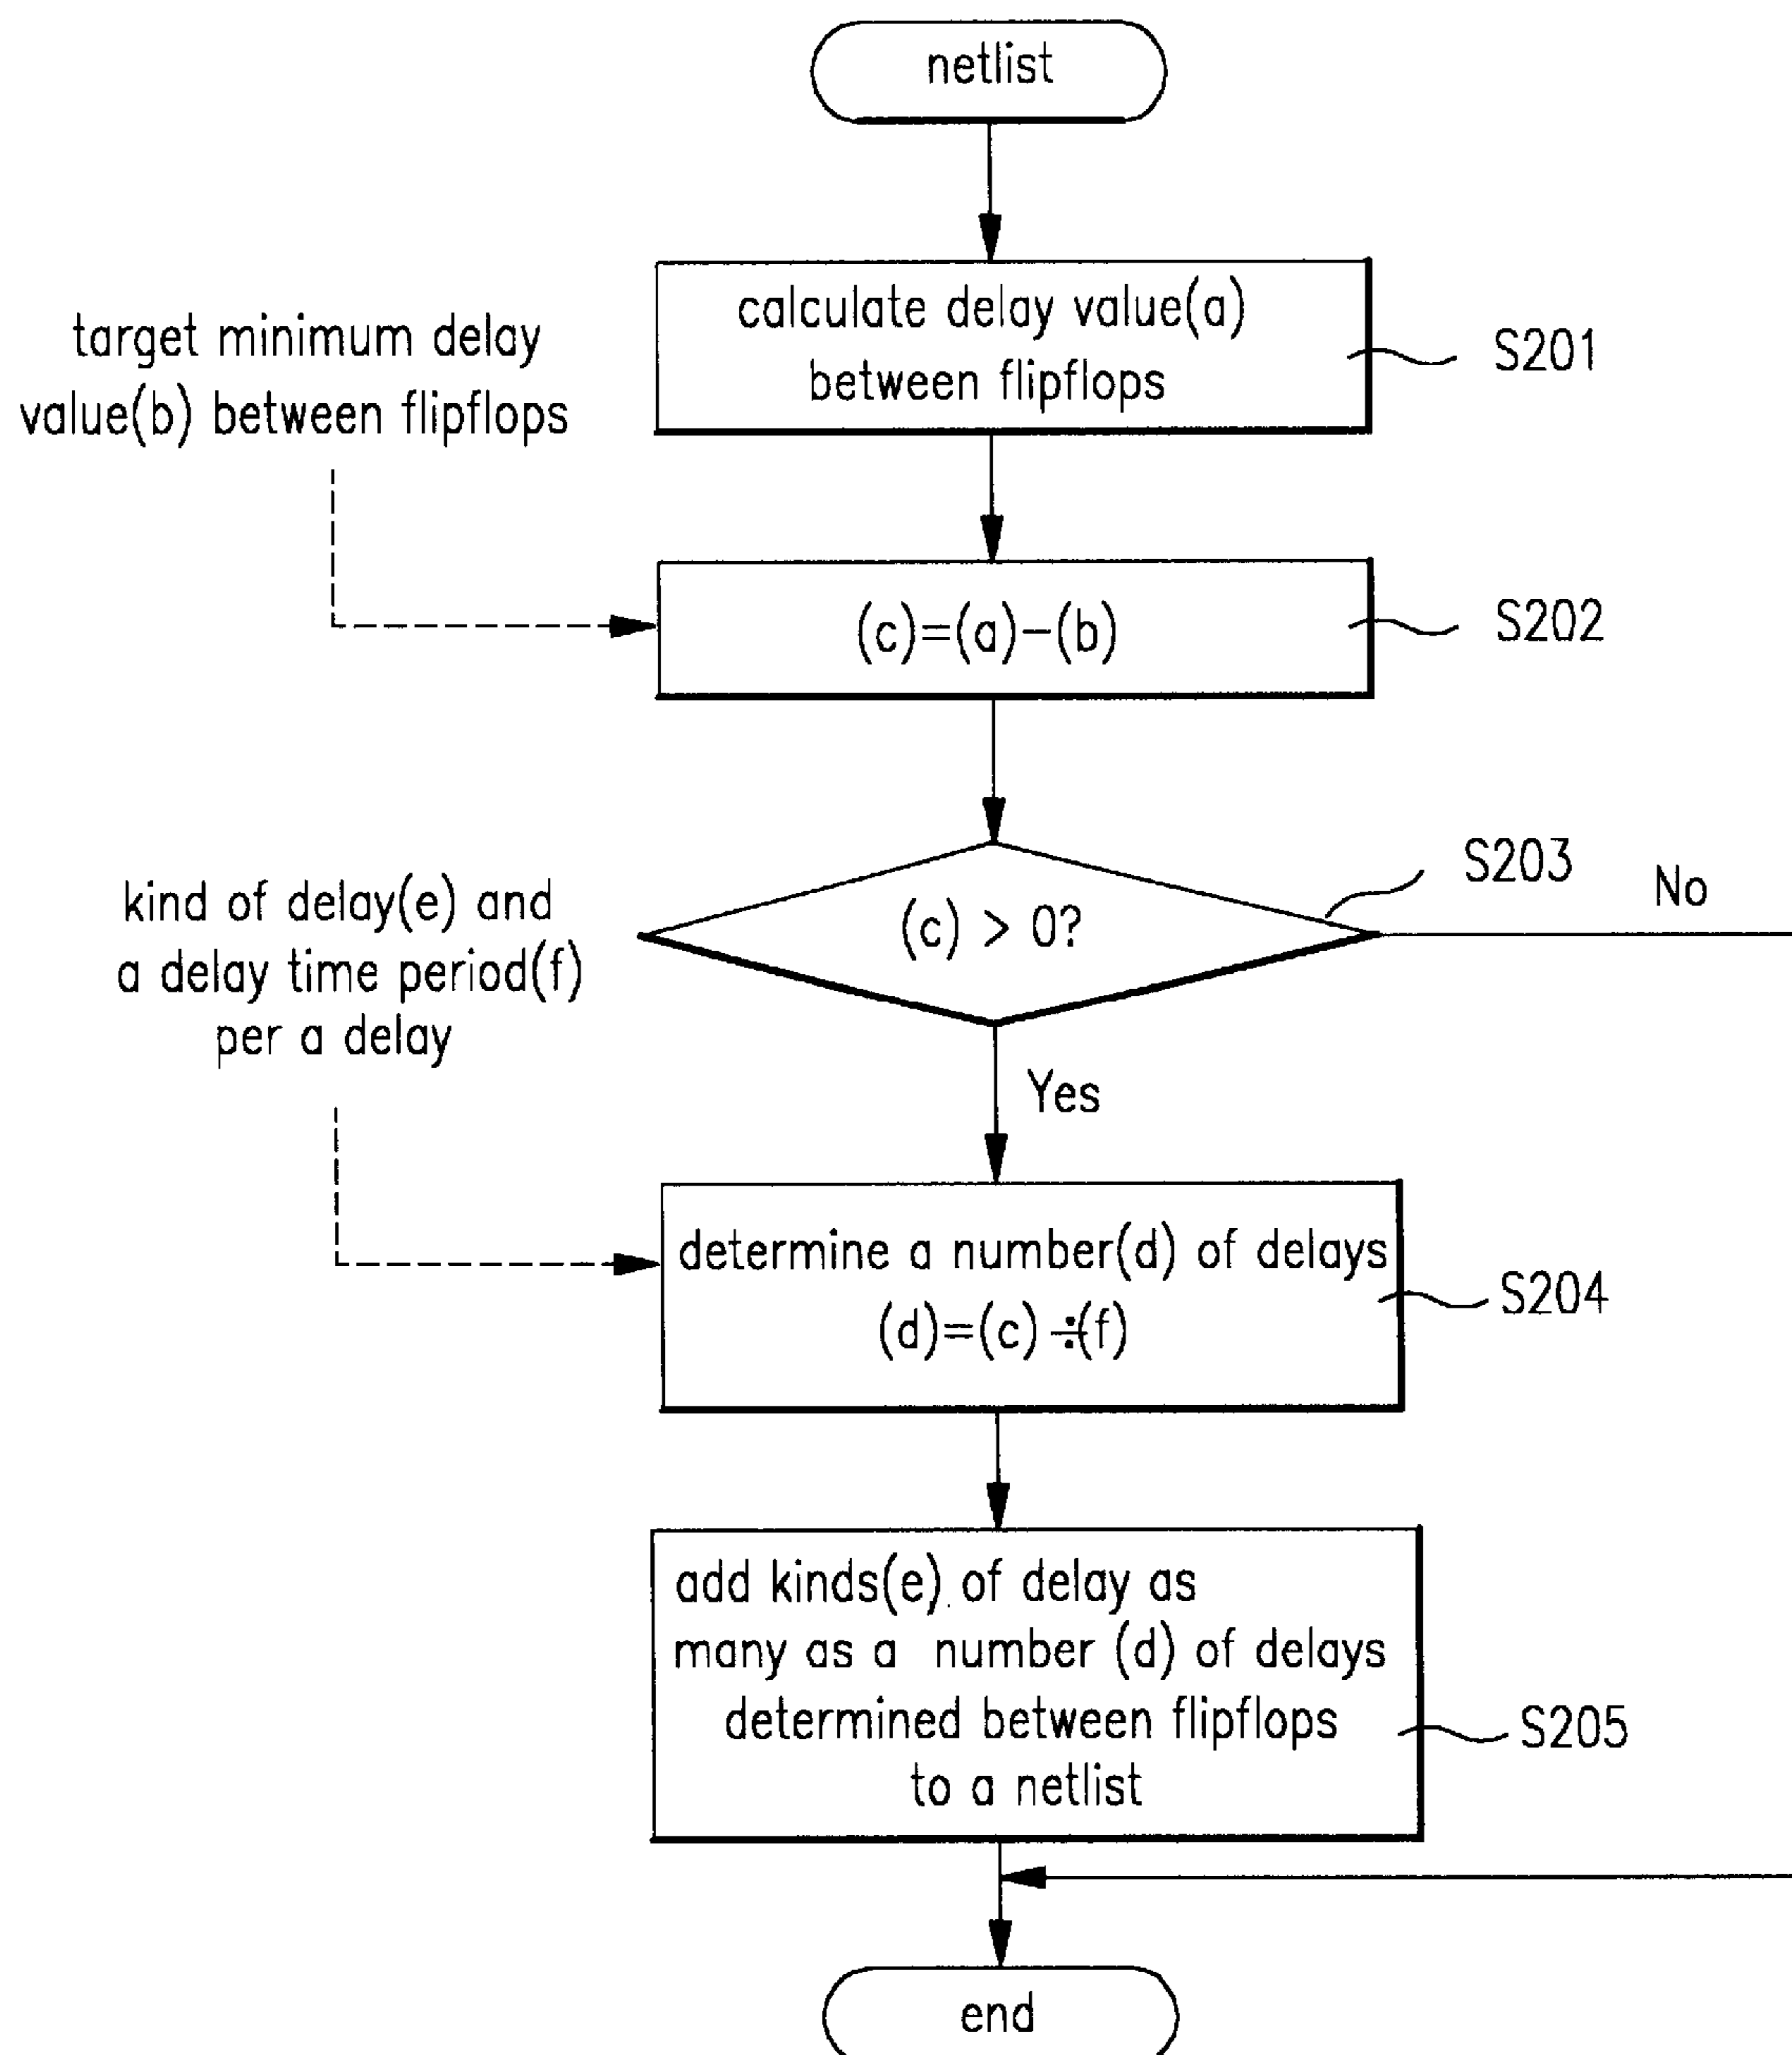 netlist
calculate delay value(a)
between flipflops
S201
target minimum delay
value(b) between flipflops
(c)=(a)-(b)
S202
(c) > 0?
S203
No
kind of delay(e) and
a delay time period(f)
per a delay
Yes
determine a number(d) of delays
(d)=(c)÷(f)
S204
add kinds(e) of delay as
many as a number (d) of delays
determined between flipflops
to a netlist
S205
end